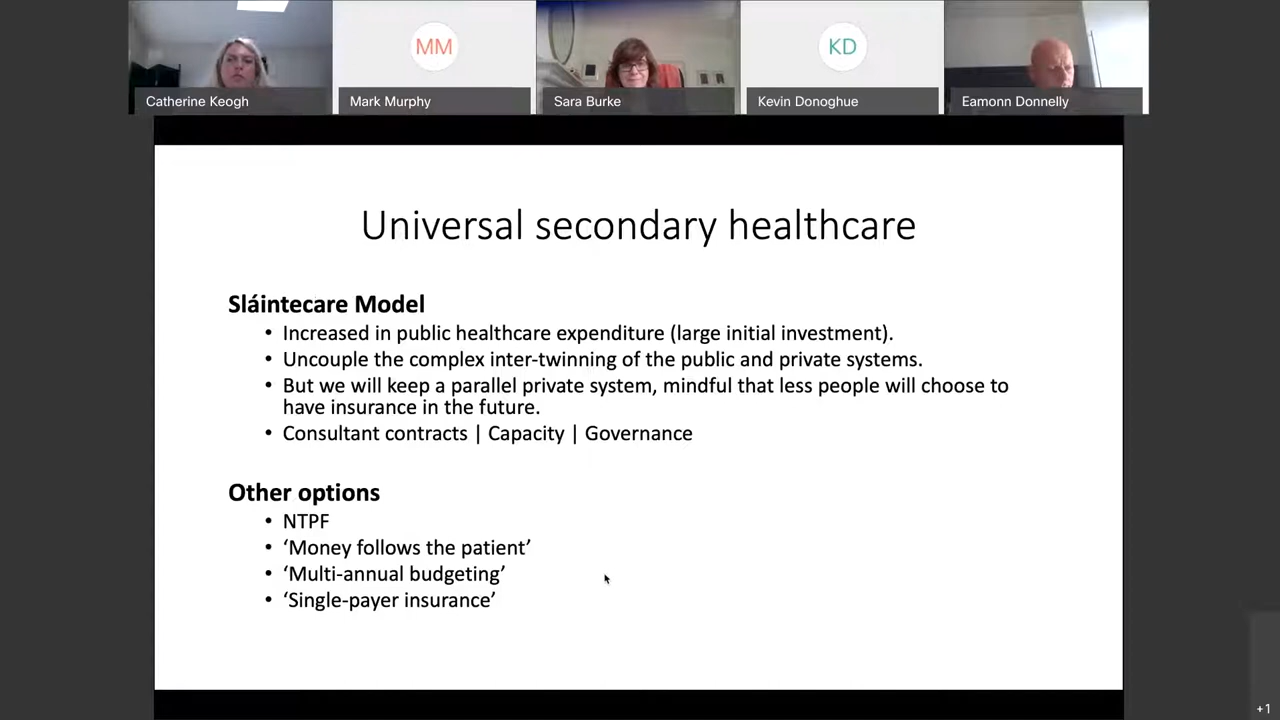 MM
KD
Catherine Keogh
Mark Murphy
Sara Burke
Kevin Donoghue
Eamonn Donnelly
Universal secondary healthcare
Sláintecare Model
• Increased in public healthcare expenditure (large initial investment).
• Uncouple the complex inter-twinning of the public and private systems.
• But we will keep a parallel private system, mindful that less people will choose to
have insurance in the future.
• Consultant contracts | Capacity | Governance
Other options
• NTPF
• ‘Money follows the patient’
• ‘Multi-annual budgeting’
• ‘Single-payer insurance’
+1